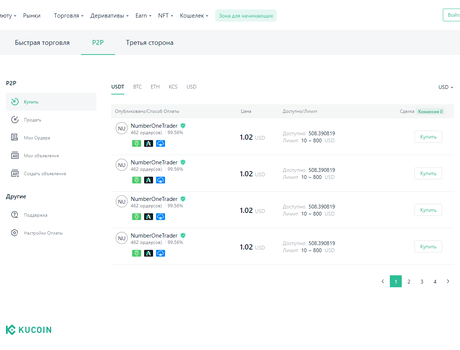 люту Рынки Торговля Деривативы Earn NFT Кошелек Зона для начинающих Войт
Быстрая торговля P2P Третья сторона
P2P
Купить
Продать
Мои Ордера
Мои объявления
Создать объявление
Другие
Поддержка
Настройки Оплаты
USDT BTC ETH KCS USD USD
Опубликовано/Способ Оплаты Цена Доступно/Лимит Сделка Комиссия 0
NU NumberOneTrader
462 ордер(ов) 99.56%
1.02 USD
Доступно 508.390819
Лимит 10 – 800 USD
Купить
NU NumberOneTrader
462 ордер(ов) 99.56%
1.02 USD
Доступно 508.390819
Лимит 10 – 800 USD
Купить
NU NumberOneTrader
462 ордер(ов) 99.56%
1.02 USD
Доступно 508.390819
Лимит 10 – 800 USD
Купить
NU NumberOneTrader
462 ордер(ов) 99.56%
1.02 USD
Доступно 508.390819
Лимит 10 – 800 USD
Купить
1 2 3 4
KUCOIN